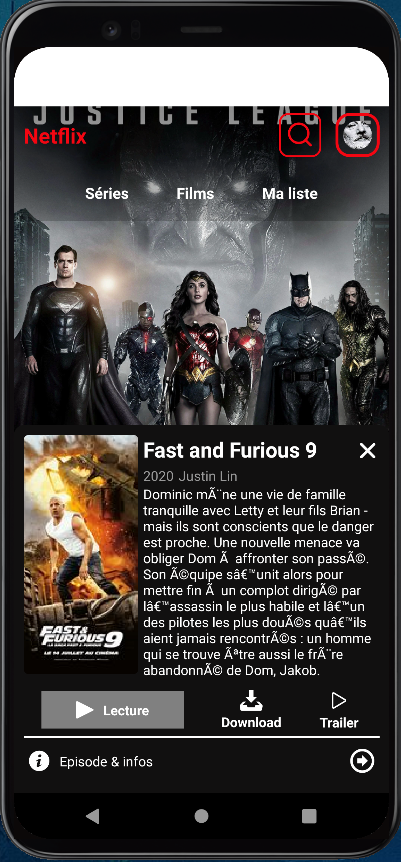 JUSTICE LEAGUE
Netflix
Séries Films Ma liste
Fast and Furious 9
2020 Justin Lin
Dominic mÃ¨ne une vie de famille
tranquille avec Letty et leur fils Brian -
mais ils sont conscients que le danger
est proche. Une nouvelle menace va
obliger Dom Ã  affronter son passÃ©.
Son Ã©quipe sâ€™unit alors pour
mettre fin Ã  un complot dirigÃ© par
lâ€™assassin le plus habile et lâ€™un
des pilotes les plus douÃ©s quâ€™ils
aient jamais rencontrÃ©s : un homme
qui se trouve Ãªtre aussi le frÃ¨re
abandonnÃ© de Dom, Jakob.
FAST &
FURIOUS 9
LE 14 JUILLET AU CINÉMA
Lecture Download Trailer
Episode & infos